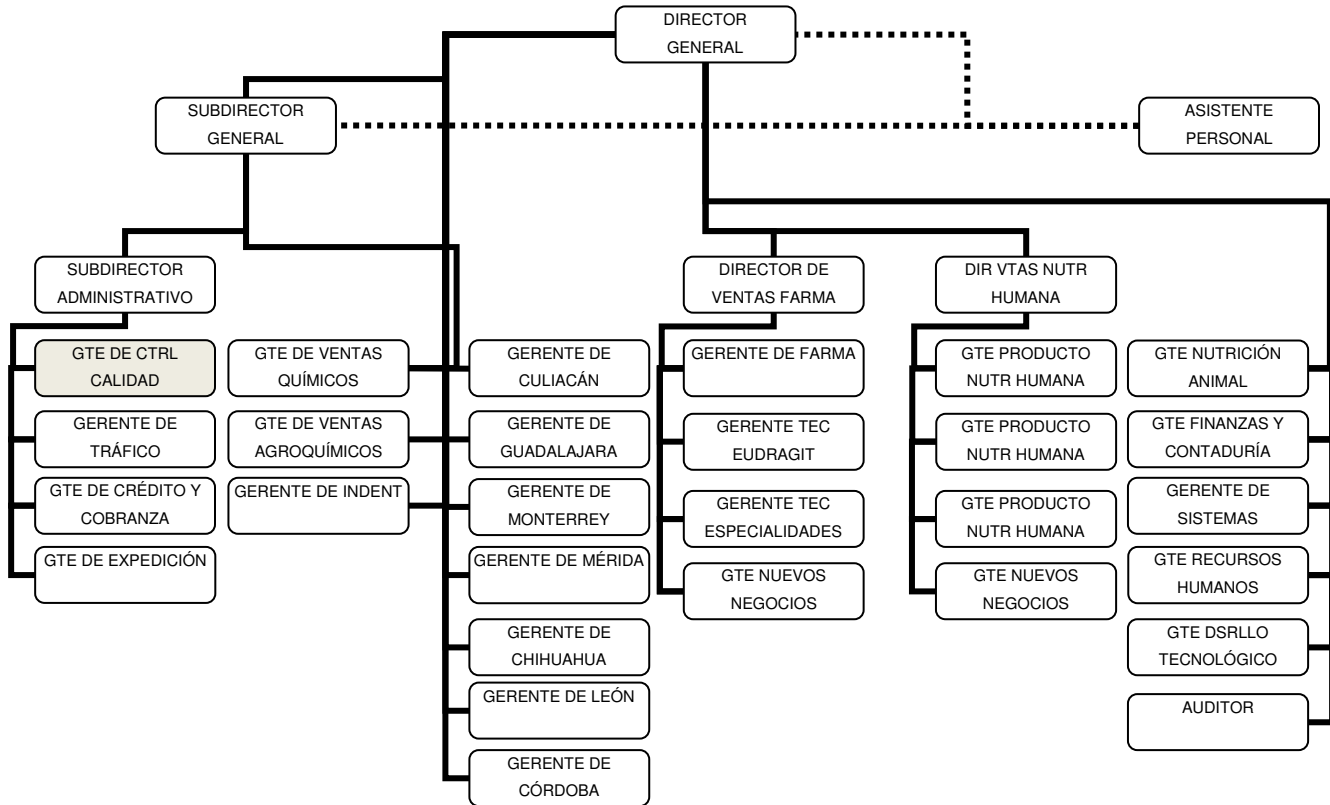 DIRECTOR
GENERAL
SUBDIRECTOR
GENERAL
ASISTENTE
PERSONAL
SUBDIRECTOR
ADMINISTRATIVO
DIRECTOR DE
VENTAS FARMA
DIR VTAS NUTR
HUMANA
GTE DE CTRL
CALIDAD
GERENTE DE
TRÁFICO
GTE DE CRÉDITO Y
COBRANZA
GTE DE EXPEDICIÓN
GTE DE VENTAS
QUÍMICOS
GTE DE VENTAS
AGROQUÍMICOS
GERENTE DE INDENT
GERENTE DE
CULIACÁN
GERENTE DE
GUADALAJARA
GERENTE DE
MONTERREY
GERENTE DE MÉRIDA
GERENTE DE
CHIHUAHUA
GERENTE DE LEÓN
GERENTE DE
CÓRDOBA
GERENTE DE FARMA
GERENTE TEC
EUDRAGIT
GERENTE TEC
ESPECIALIDADES
GTE NUEVOS
NEGOCIOS
GTE PRODUCTO
NUTR HUMANA
GTE PRODUCTO
NUTR HUMANA
GTE PRODUCTO
NUTR HUMANA
GTE NUEVOS
NEGOCIOS
GTE NUTRICIÓN
ANIMAL
GTE FINANZAS Y
CONTADURÍA
GERENTE DE
SISTEMAS
GTE RECURSOS
HUMANOS
GTE DSRLLO
TECNOLÓGICO
AUDITOR